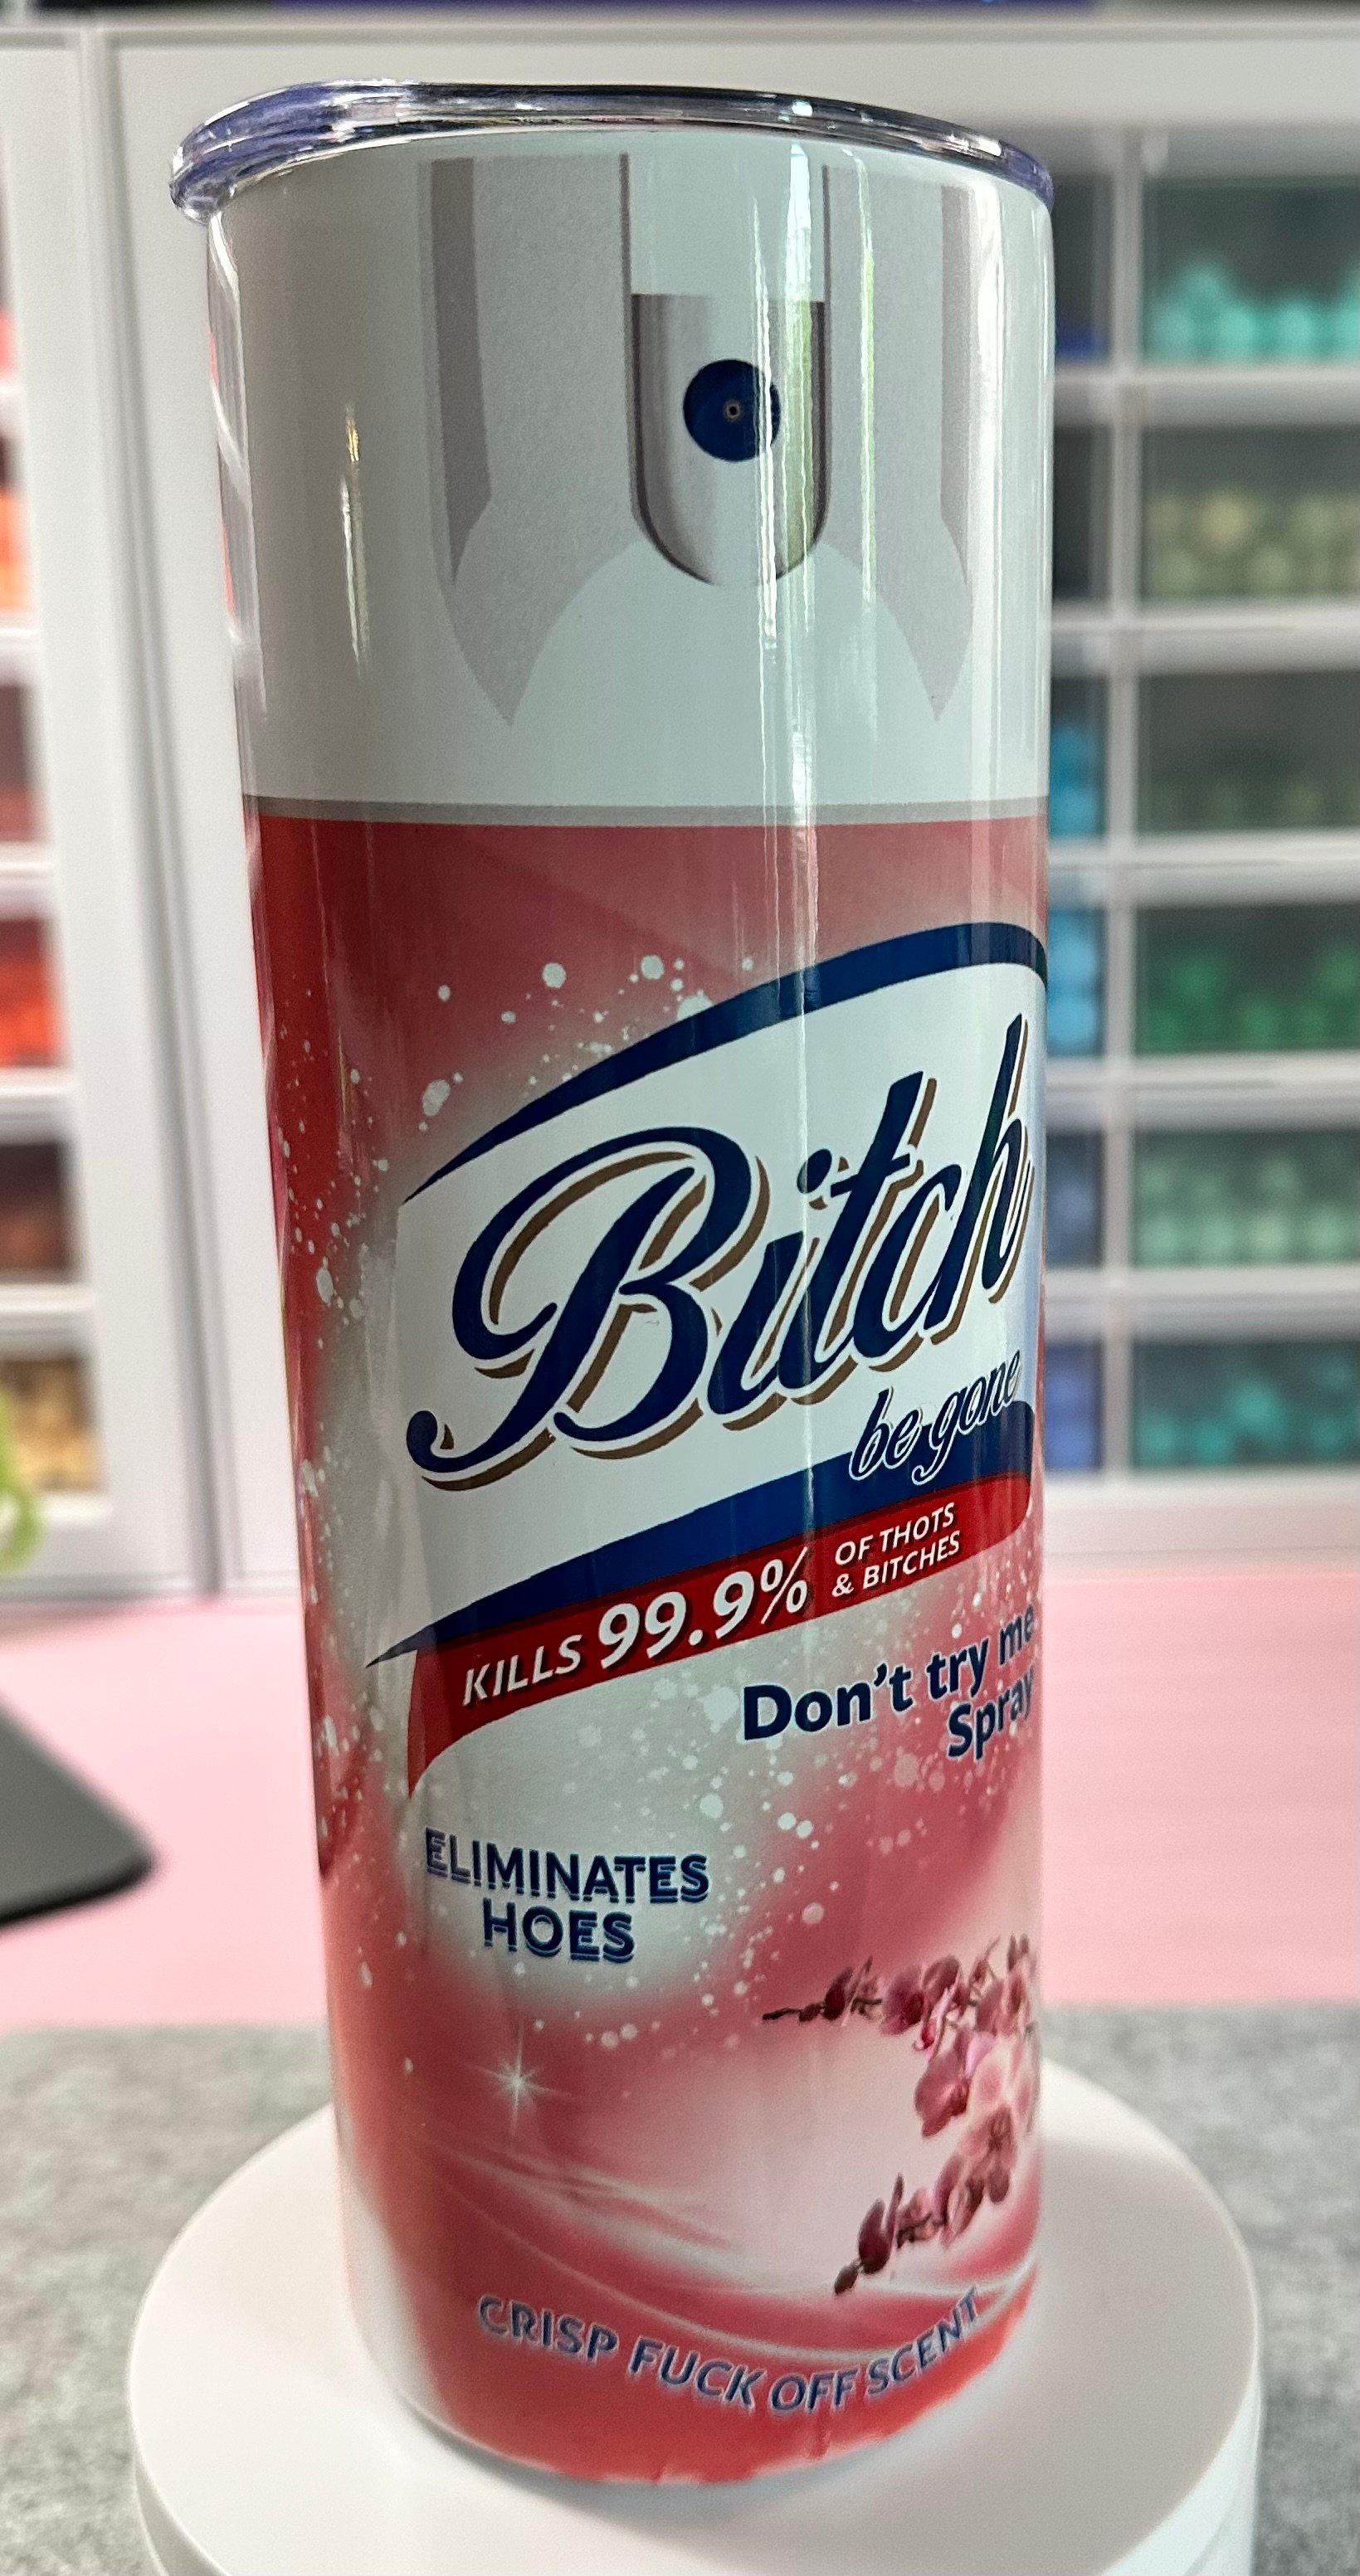 Bitch
be gone
KILLS 99.9% OF THOTS
& BITCHES
Don't try me
Spray
ELIMINATES
HOES
CRISP FUCK OFF SCENT